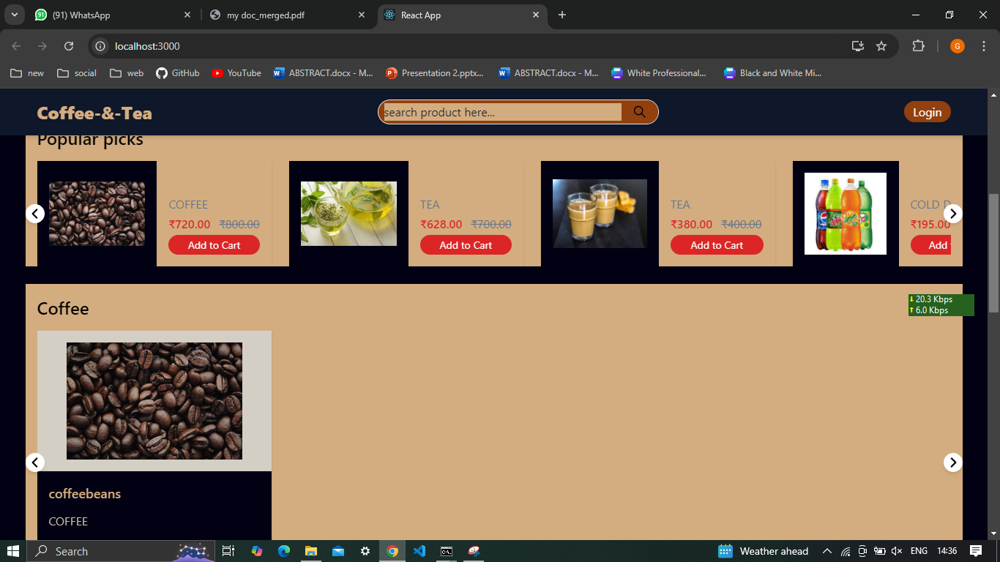 (91) WhatsApp
my doc_merged.pdf
React App
localhost:3000
G
new
social
web
GitHub
YouTube
ABSTRACT.docx - M...
Presentation 2.pptx...
ABSTRACT.docx - M...
White Professional...
Black and White Mi...
Coffee-&-Tea
search product here...
Login
Popular picks
COFFEE
₹720.00 ₹800.00
Add to Cart
TEA
₹628.00 ₹700.00
Add to Cart
TEA
₹380.00 ₹400.00
Add to Cart
COLD D
₹195.00
Add
Coffee
20.3 Kbps
6.0 Kbps
coffeebeans
COFFEE
Search
Weather ahead
ENG
14:36